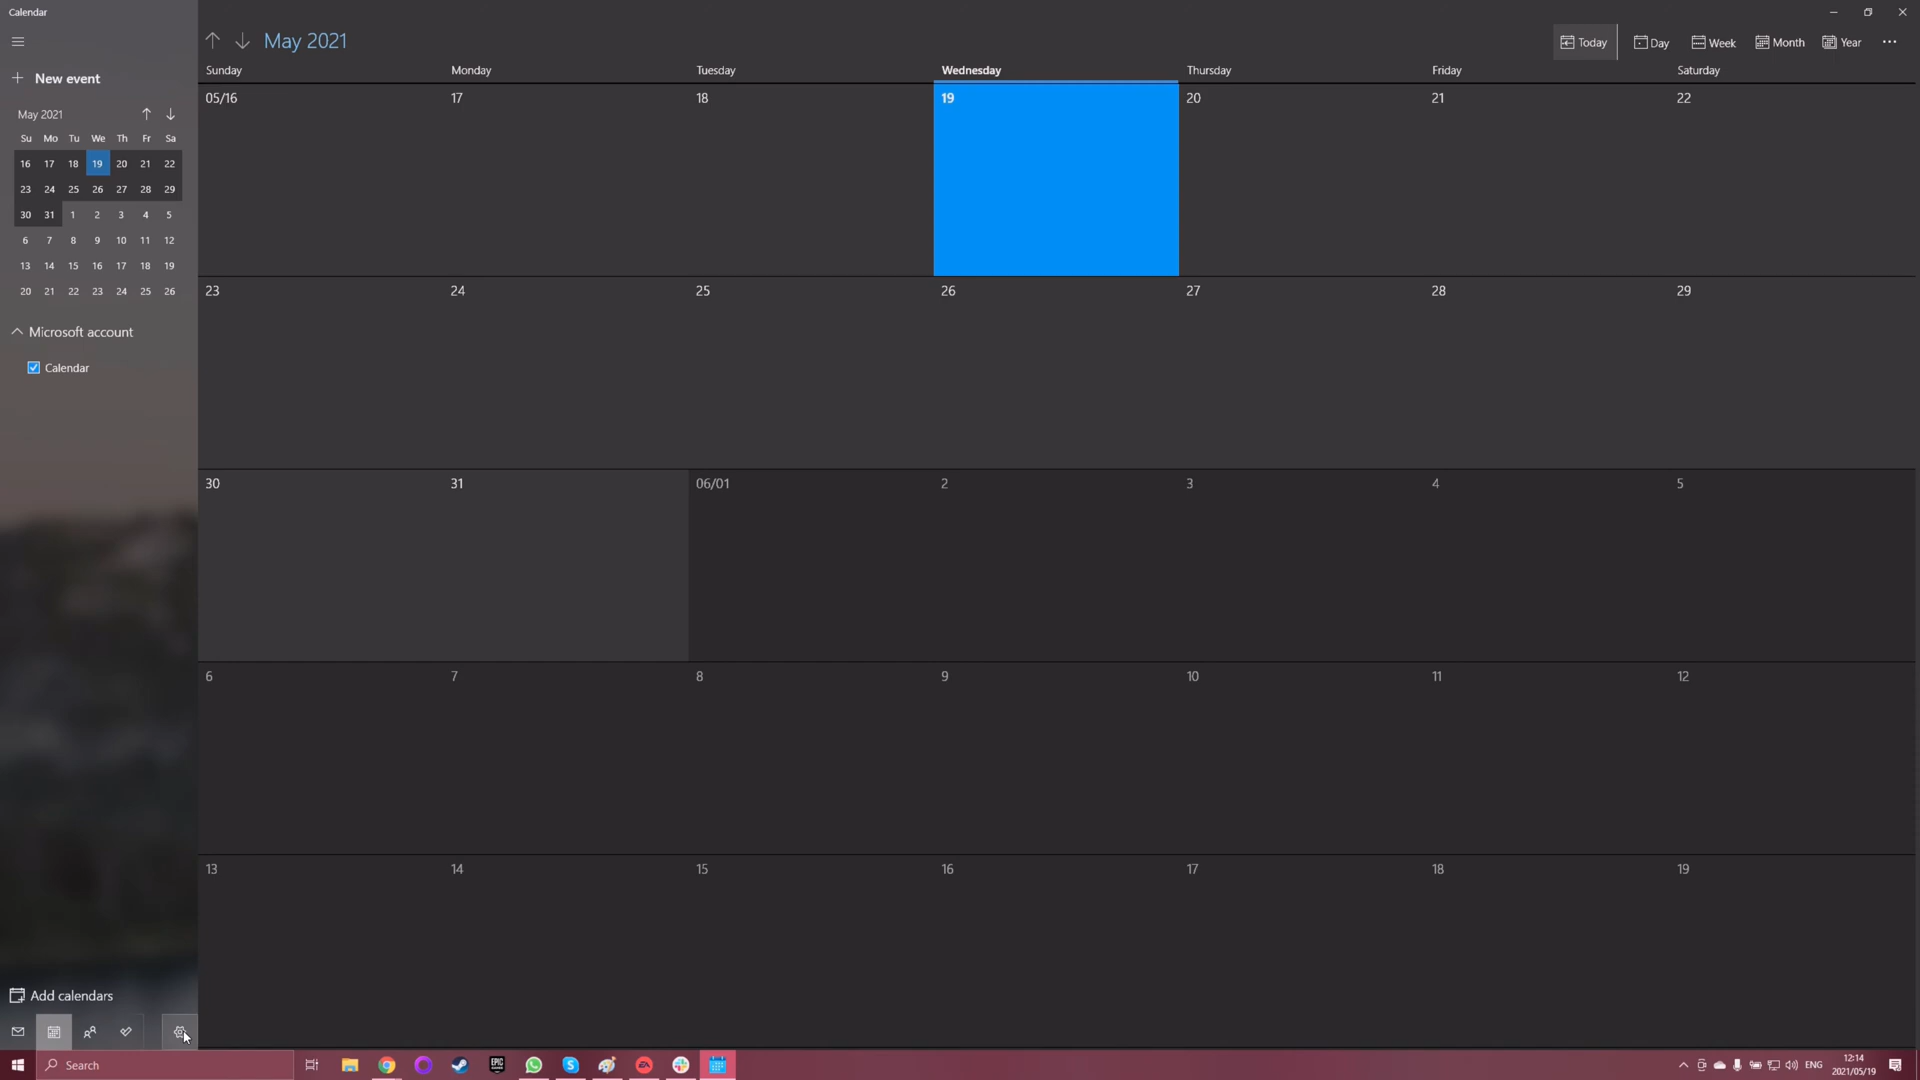 Calendar
May 2021
Today
Day
Week
Month
Year
New event
Sunday Monday Tuesday Wednesday Thursday Friday Saturday
05/16 17 18 19 20 21 22
May 2021
Su Mo Tu We Th Fr Sa
16 17 18 19 20 21 22
23 24 25 26 27 28 29
30 31 1 2 3 4 5
6 7 8 9 10 11 12
13 14 15 16 17 18 19
20 21 22 23 24 25 26
23 24 25 26 27 28 29
Microsoft account
Calendar
30 31 06/01 2 3 4 5
6 7 8 9 10 11 12
13 14 15 16 17 18 19
Add calendars
Search
EPIC
EA
ENG
12:14
2021/05/19